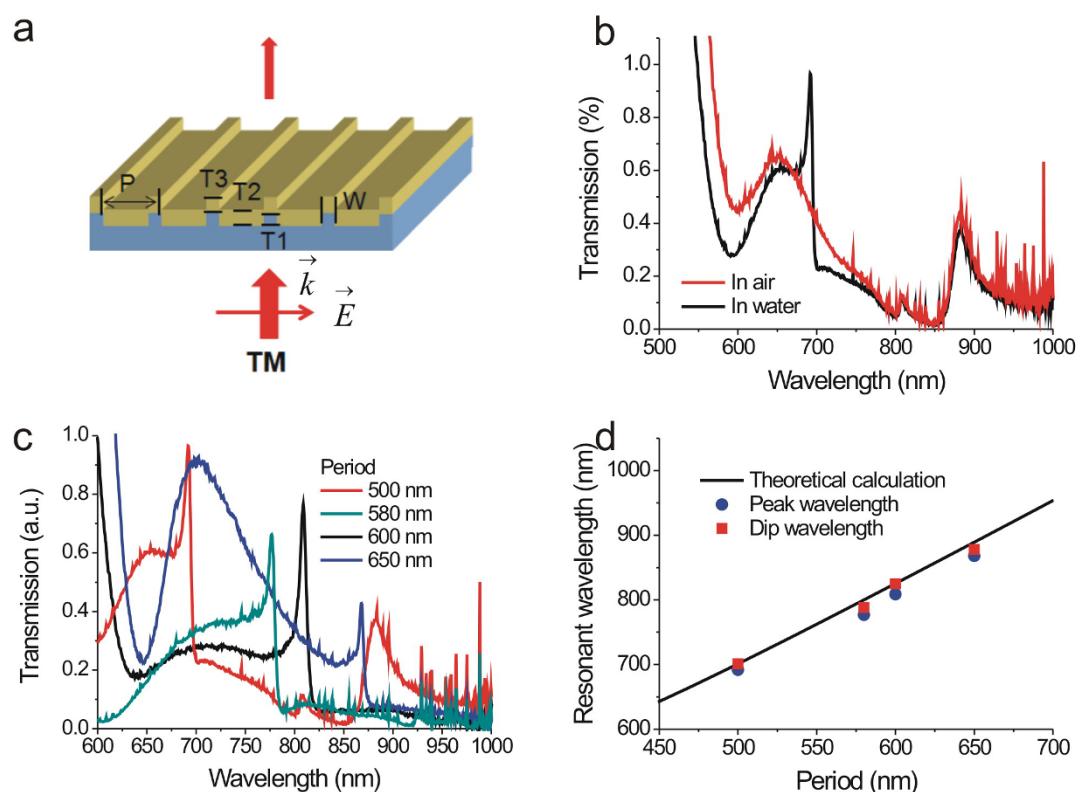 a
P
T3
T2
W
T1
k
E
TM
b
Transmission (%)
1.0
0.8
0.6
0.4
0.2
0.0
In air
In water
500 600 700 800 900 1000
Wavelength (nm)
c
Transmission (a.u.)
1.0
0.8
0.6
0.4
0.2
0.0
Period
500 nm
580 nm
600 nm
650 nm
600 650 700 750 800 850 900 950 1000
Wavelength (nm)
d
Resonant wavelength (nm)
1000
900
800
700
600
Theoretical calculation
Peak wavelength
Dip wavelength
450 500 550 600 650 700
Period (nm)